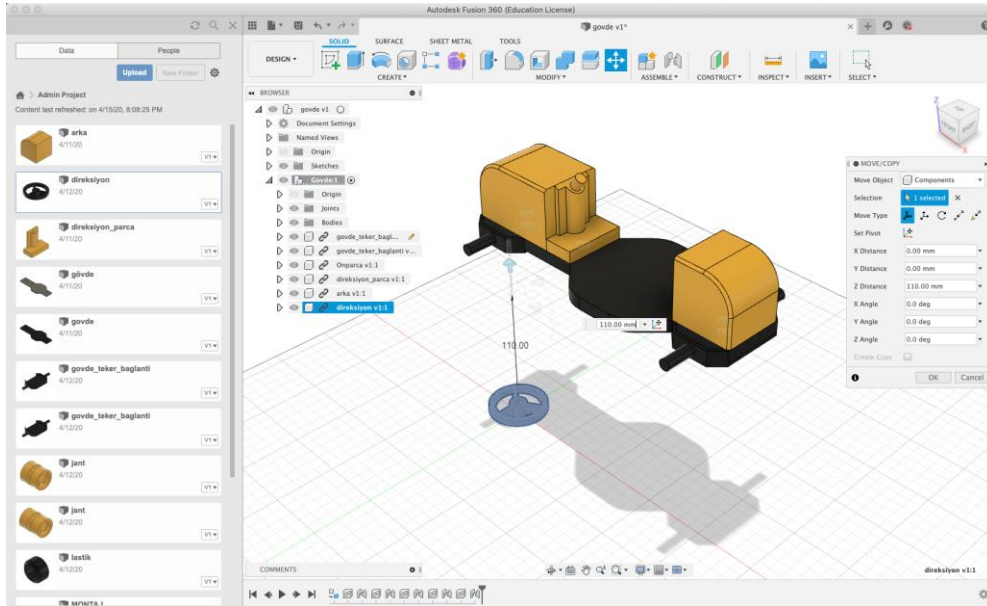 Autodesk Fusion 360 (Education License)
govde v1*
Data
People
Upload
New Folder
Admin Project
Content last refreshed: on 4/15/20, 8:08:25 PM
arka
4/11/20
V1
direksiyon
4/12/20
V1
direksiyon_parca
4/11/20
V1
gövde
4/11/20
V1
govde
4/12/20
V1
govde_teker_baglanti
4/12/20
V1
govde_teker_baglanti
4/12/20
V1
jant
4/12/20
V1
jant
4/12/20
V1
lastik
4/12/20
V1
DESIGN
SOLID
SURFACE
SHEET METAL
TOOLS
CREATE
MODIFY
ASSEMBLE
CONSTRUCT
INSPECT
INSERT
SELECT
BROWSER
govde v1
Document Settings
Named Views
Origin
Sketches
Govde:1
Origin
Joints
Bodies
govde_teker_bagl...
govde_teker_baglanti v...
Onparca v1:1
direksiyon_parca v1:1
arka v1:1
direksiyon v1:1
110.00 mm
110.00
Z
TOP
FRONT
RIGHT
X
MOVE/COPY
Move Object Components
Selection 1 selected
Move Type
Set Pivot
X Distance 0.00 mm
Y Distance 0.00 mm
Z Distance 110.00 mm
X Angle 0.0 deg
Y Angle 0.0 deg
Z Angle 0.0 deg
Create Copy
OK Cancel
COMMENTS
direksiyon v1:1